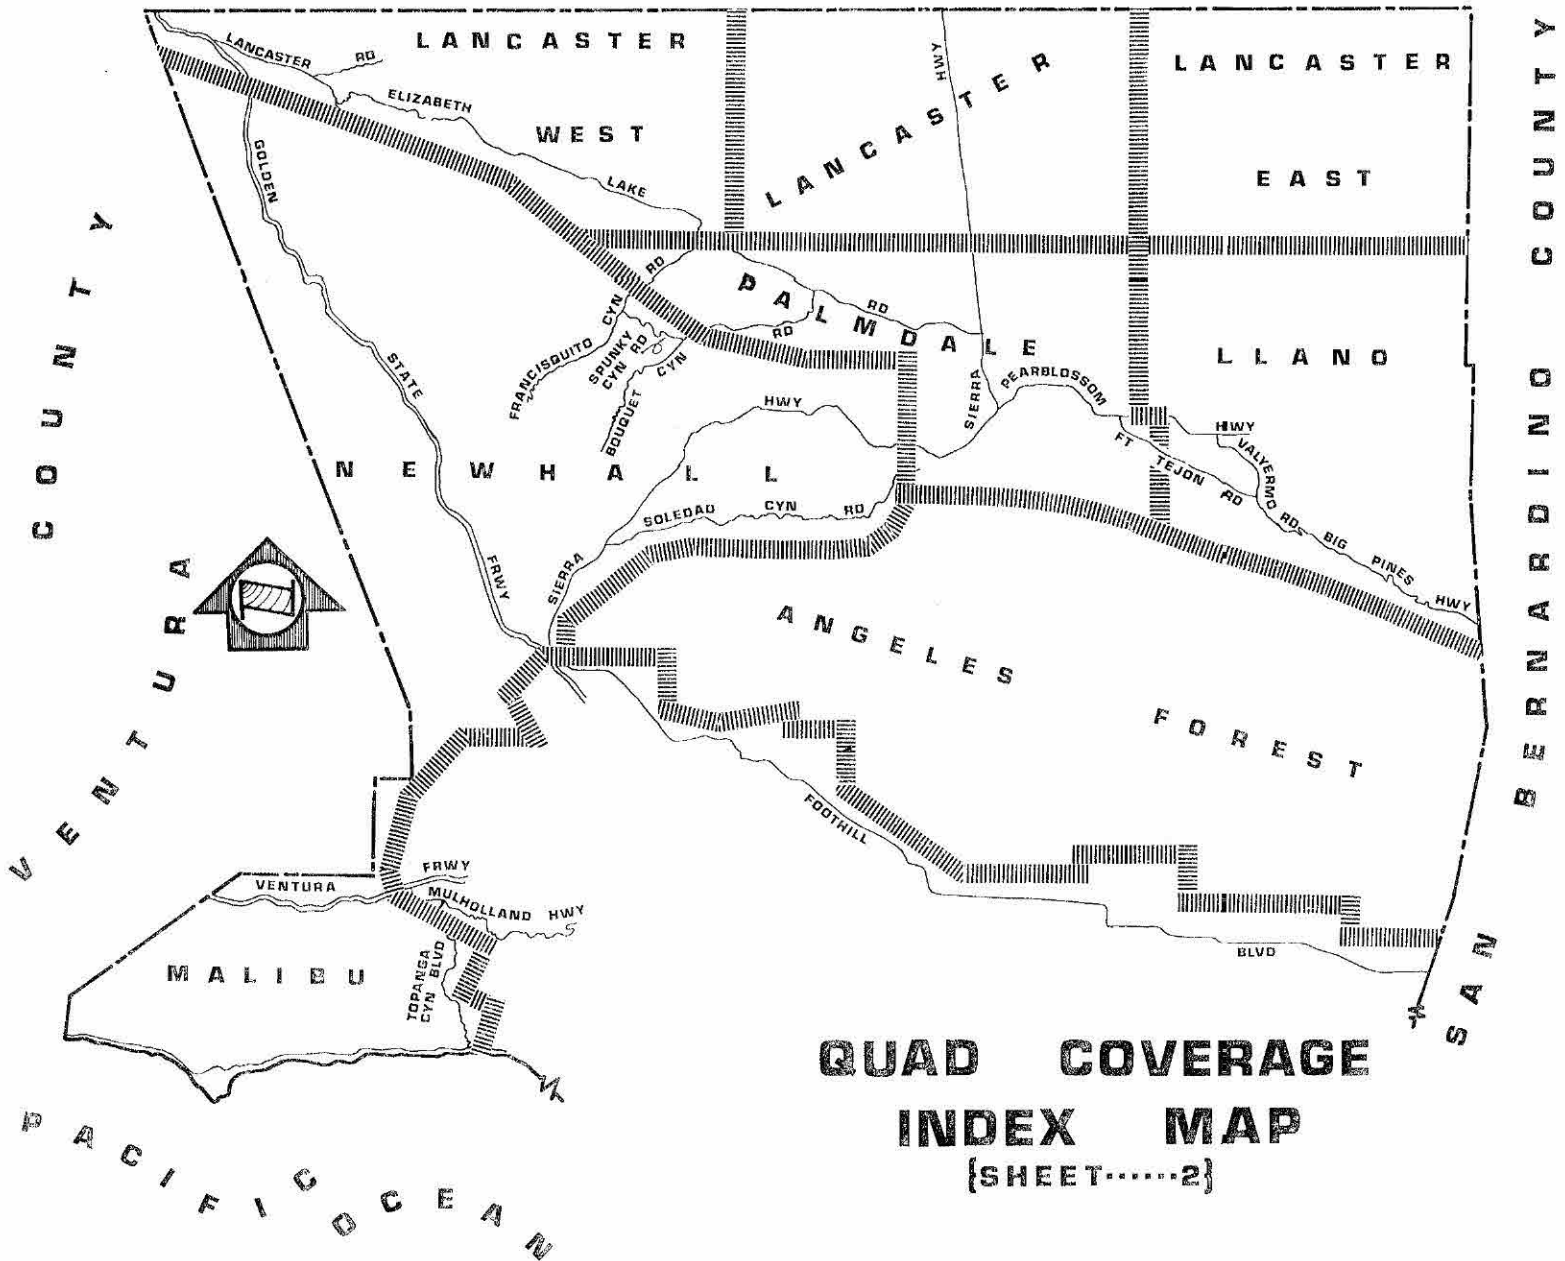 LANCASTER WEST
LANCASTER
LANCASTER EAST
LANCASTER RD
ELIZABETH LAKE RD
HWY
GOLDEN STATE FRWY
PALMDALE
LLANO
FRANCISQUITO CYN RD
SPUNKY CYN RD
BOUQUET CYN RD
SIERRA HWY
SIERRA
PEARBLOSSOM HWY
FT TEJON RD
VALYERMO RD
BIG PINES HWY
NEWHALL
SOLEDAD CYN RD
ANGELES FOREST
FOOTHILL BLVD
VENTURA FRWY
MULHOLLAND HWY
TOPANGA CYN BLVD
MALIBU
VENTURA COUNTY
SAN BERNARDINO COUNTY
PACIFIC OCEAN
QUAD COVERAGE
INDEX MAP
{SHEET······2}